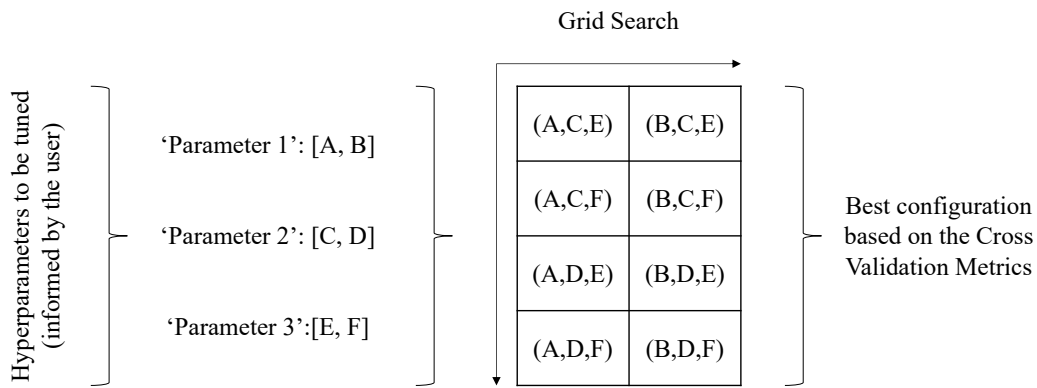 Grid Search
Hyperparameters to be tuned
(informed by the user)
‘Parameter 1’: [A, B]
‘Parameter 2’: [C, D]
‘Parameter 3’:[E, F]
(A,C,E) (B,C,E)
(A,C,F) (B,C,F)
(A,D,E) (B,D,E)
(A,D,F) (B,D,F)
Best configuration
based on the Cross
Validation Metrics